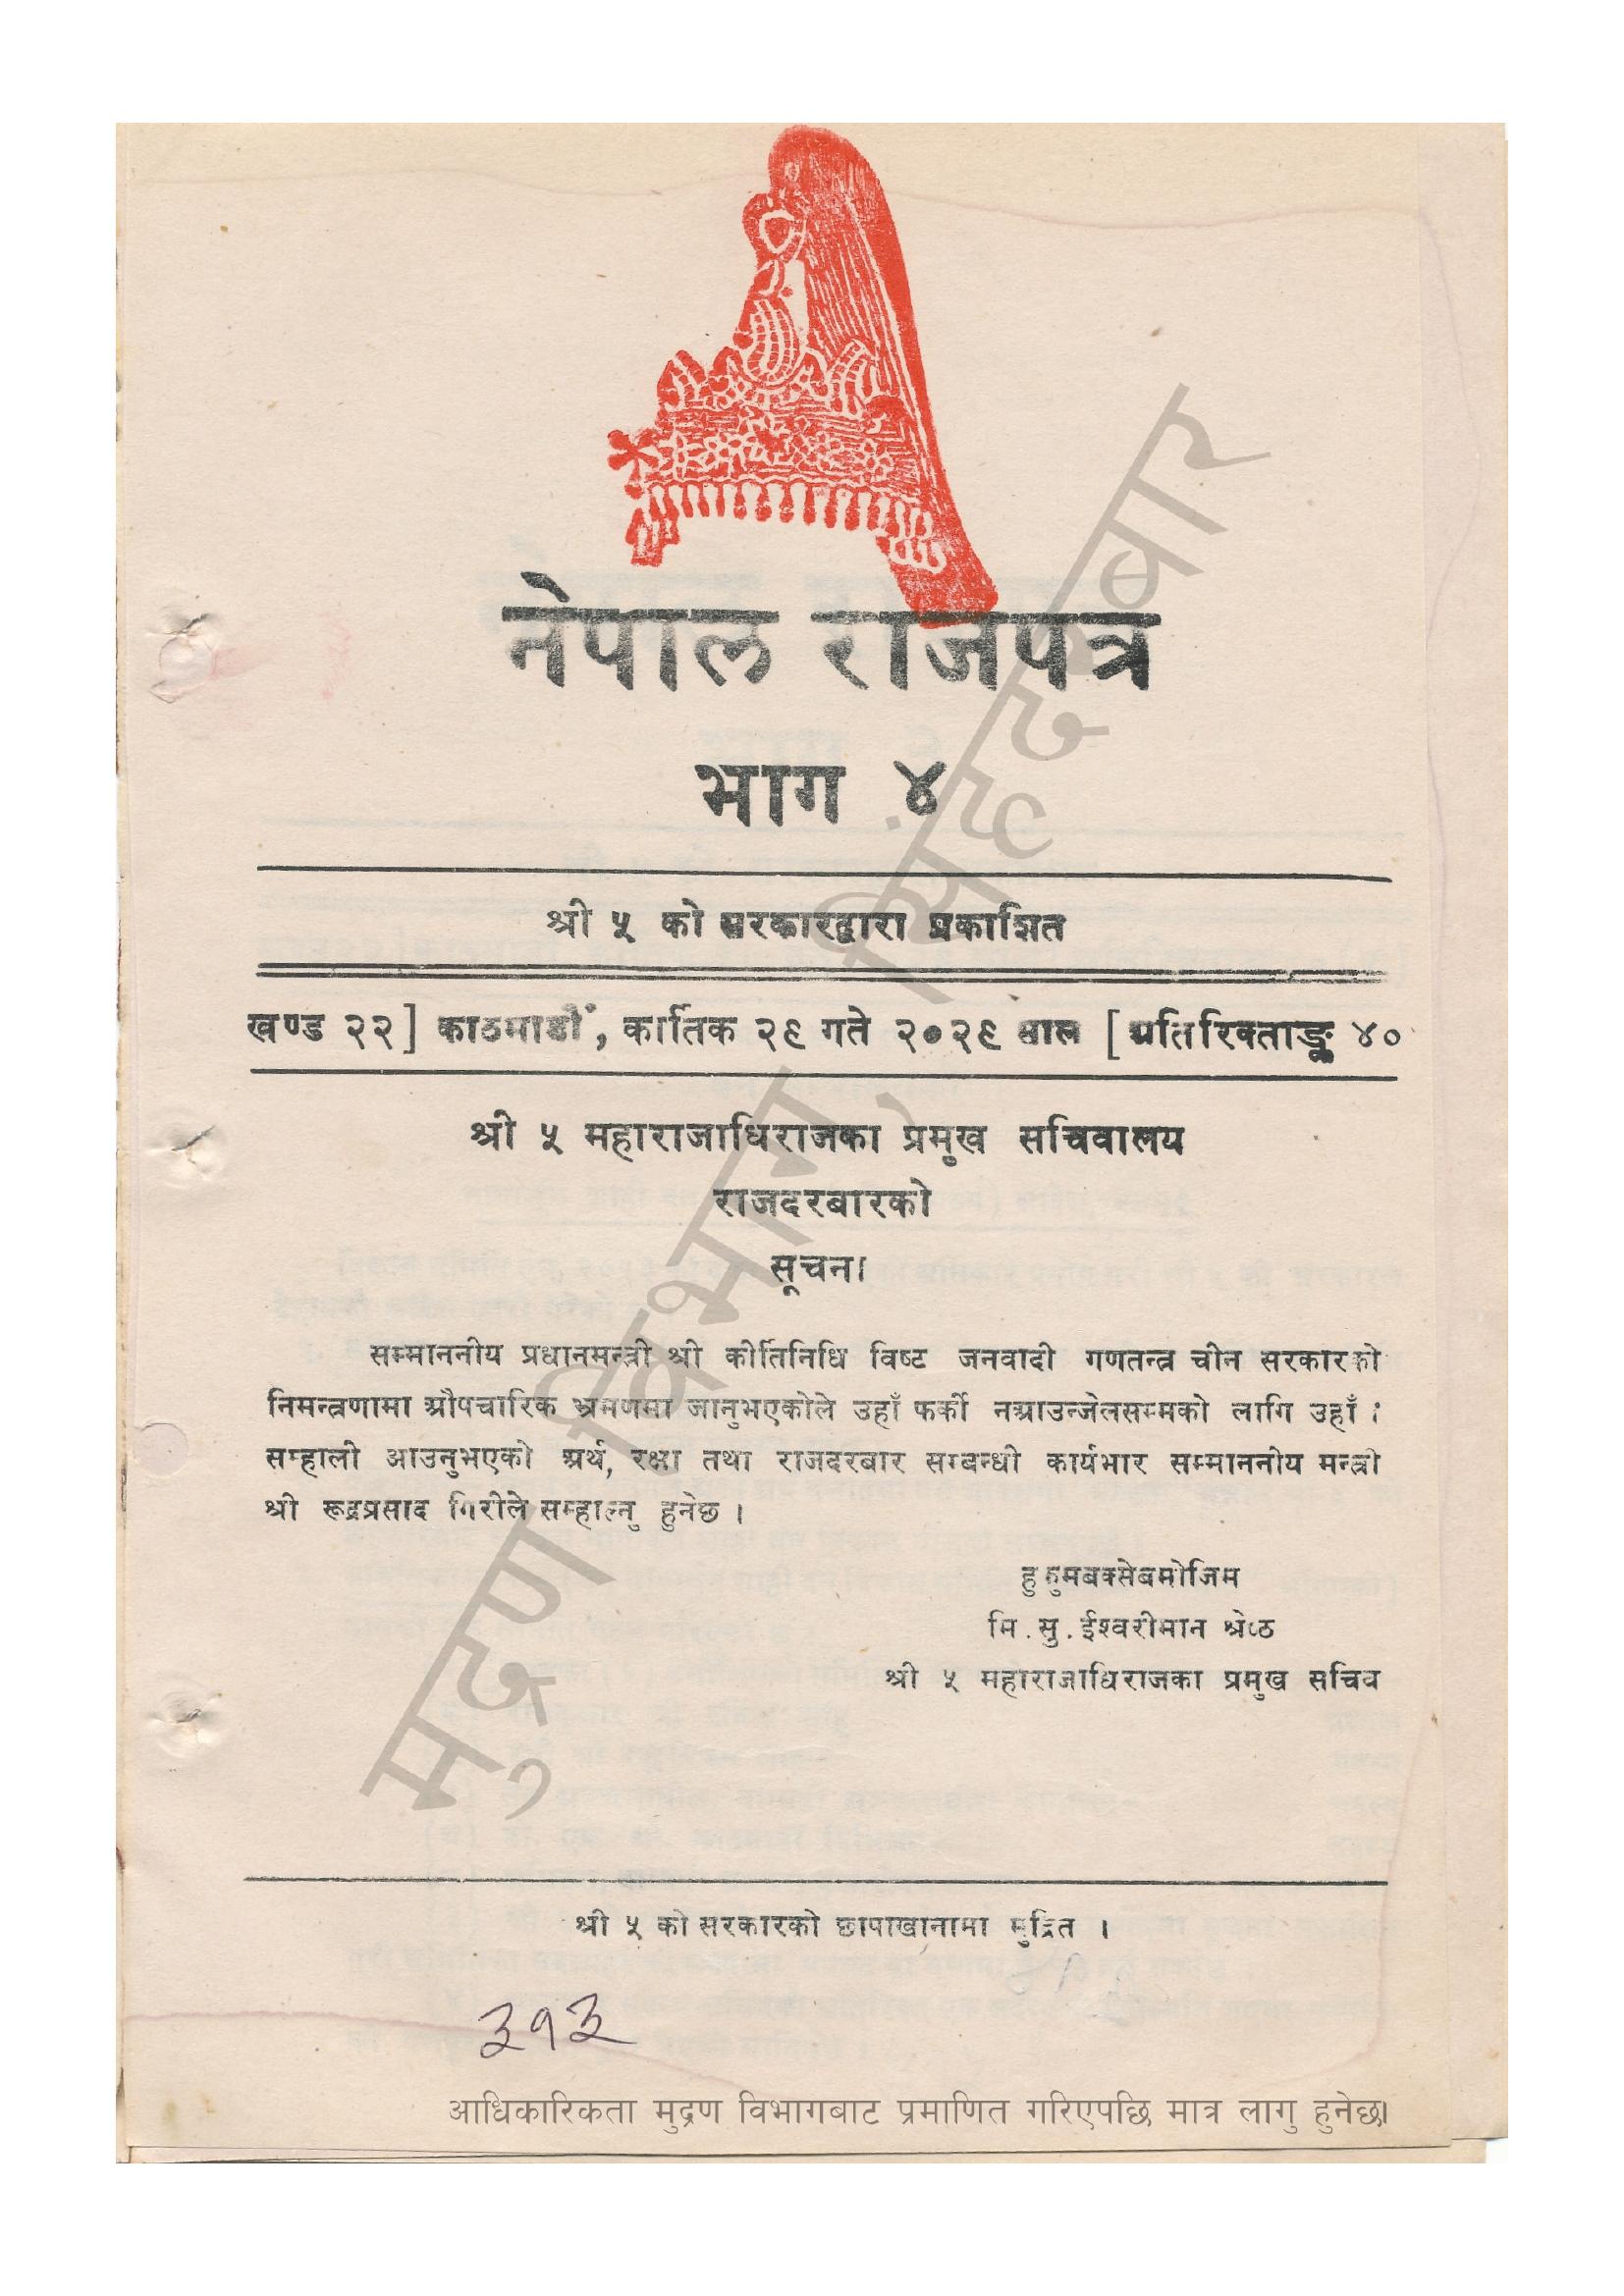 नेपाल राजपत्र
भाग ४
श्री ५ को सरकारद्वारा प्रकाशित
खण्ड २२] काठमाडौं, कार्तिक २९ गते २०२९ साल [अतिरिक्ताङ्क ४०
श्री ५ महाराजाधिराजका प्रमुख सचिवालय
राजदरबारको
सूचना
सम्माननीय प्रधानमन्त्री श्री कीर्तिनिधि विष्ट जनवादी गणतन्त्र चीन सरकारको
निमन्त्रणामा औपचारिक भ्रमणमा जानुभएकोले उहाँ फर्की नआउन्जेलसम्मको लागि उहाँ
सम्हाली आउनुभएको अर्थ, रक्षा तथा राजदरबार सम्बन्धी कार्यभार सम्माननीय मन्त्री
श्री रूद्रप्रसाद गिरीले सम्हाल्नु हुनेछ ।
हुकुमबक्सेबमोजिम
मि.सु.ईश्वरीमान श्रेष्ठ
श्री ५ महाराजाधिराजका प्रमुख सचिव
श्री ५ को सरकारको छापाखानामा मुद्रित ।
३१३
आधिकारिकता मुद्रण विभागबाट प्रमाणित गरिएपछि मात्र लागु हुनेछ।
मुद्रण विभाग, सिंहदरबार